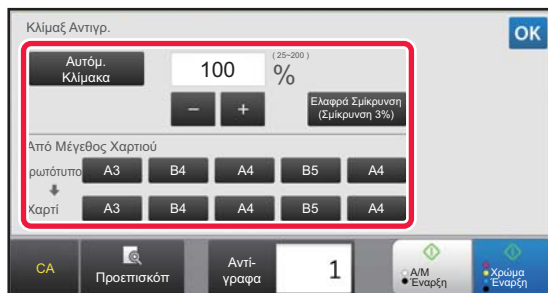 Κλίμαξ Αντιγρ.
OK
Αυτόμ.
Κλίμακα
100
(25~200)
%
−
+
Ελαφρά Σμίκρυνση
(Σμίκρυνση 3%)
Από Μέγεθος Χαρτιού
ρωτότυπο A3 B4 A4 B5 A4
Χαρτί A3 B4 A4 B5 A4
CA
Προεπισκόπ
Αντί-
γραφα
1
Α/Μ
Έναρξη
Χρώμα
Έναρξη